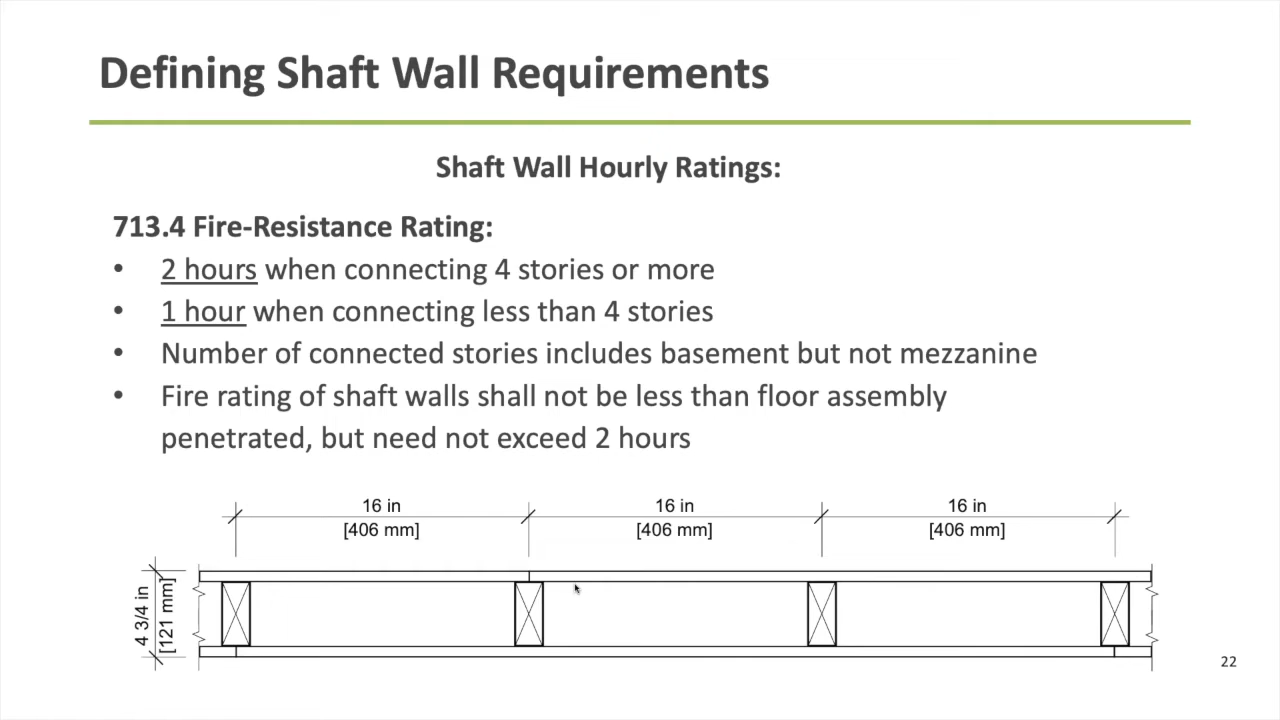 Defining Shaft Wall Requirements
Shaft Wall Hourly Ratings:
713.4 Fire-Resistance Rating:
• 2 hours when connecting 4 stories or more
• 1 hour when connecting less than 4 stories
• Number of connected stories includes basement but not mezzanine
• Fire rating of shaft walls shall not be less than floor assembly
penetrated, but need not exceed 2 hours
16 in
[406 mm]
16 in
[406 mm]
16 in
[406 mm]
4 3/4 in
[121 mm]
22